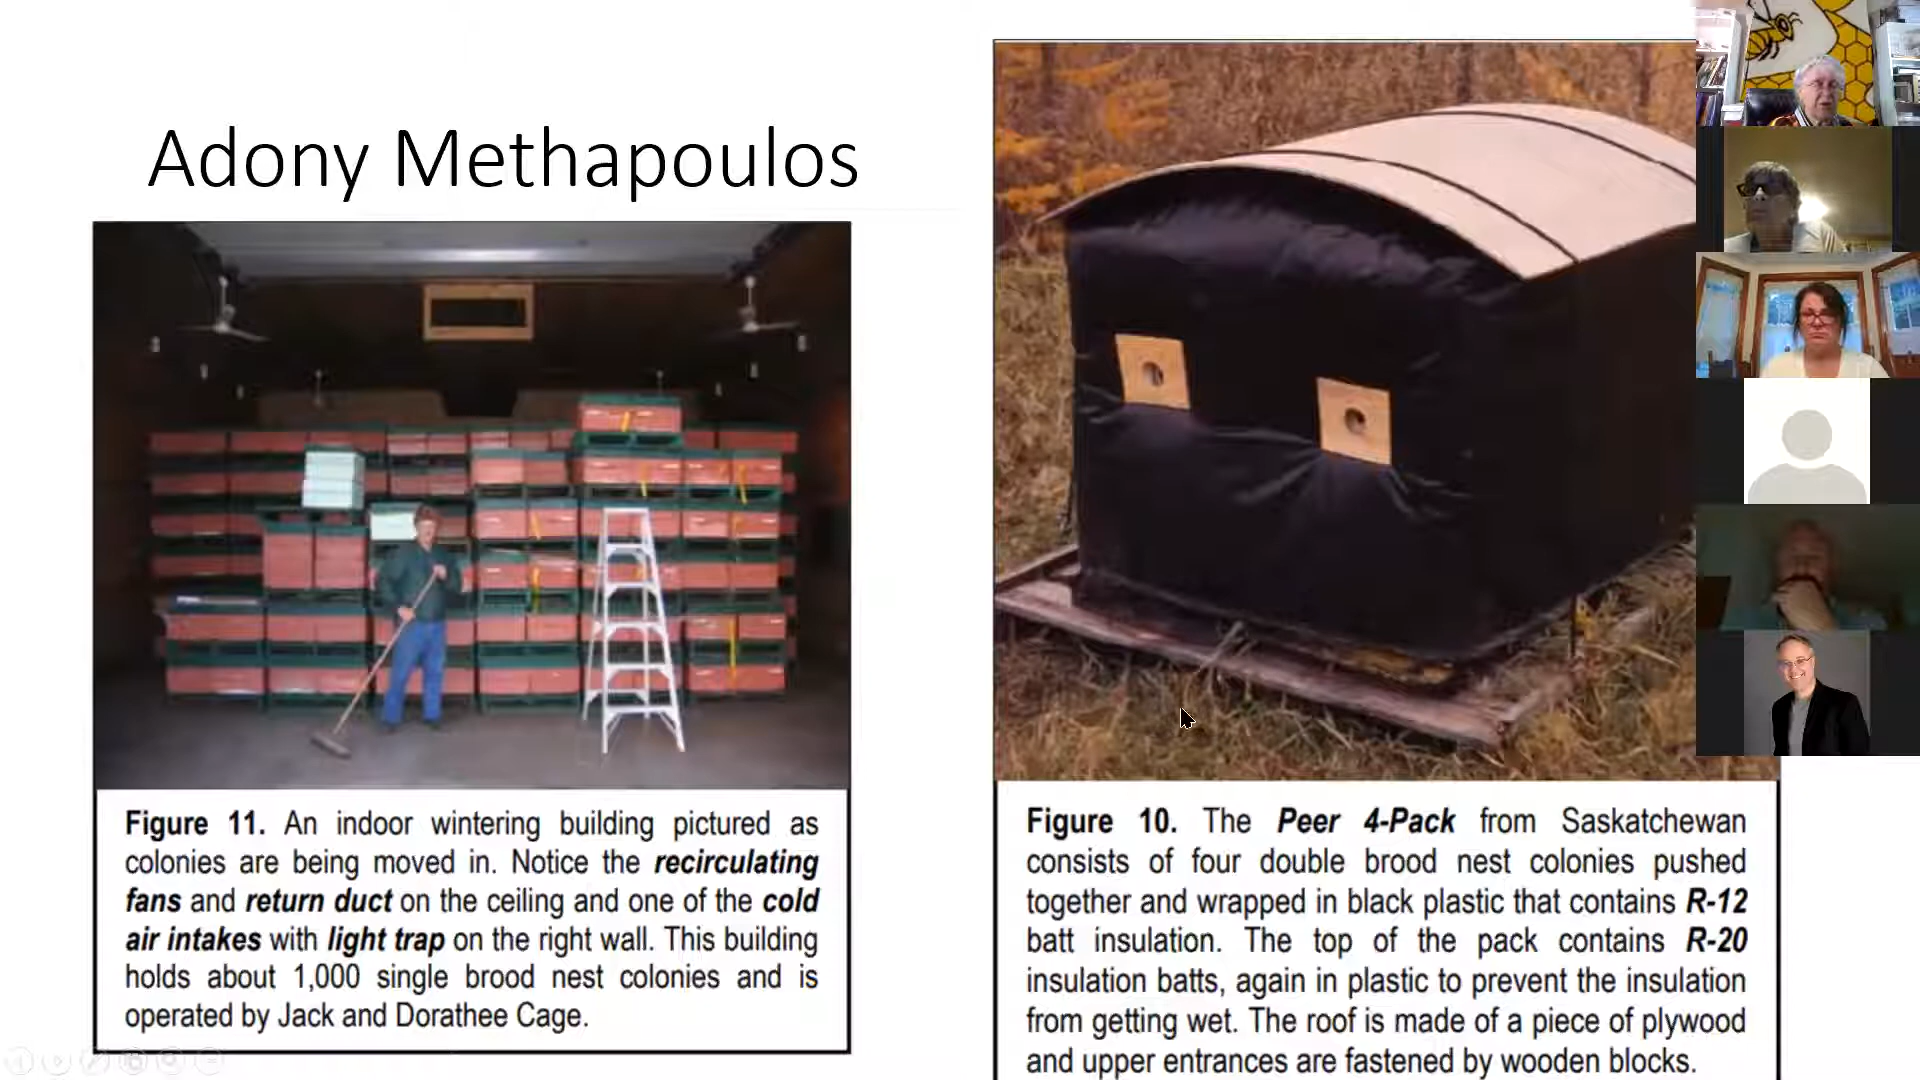 Adony Methapoulos
Figure 11. An indoor wintering building pictured as
colonies are being moved in. Notice the recirculating
fans and return duct on the ceiling and one of the cold
air intakes with light trap on the right wall. This building
holds about 1,000 single brood nest colonies and is
operated by Jack and Dorathee Cage.
Figure 10. The Peer 4-Pack from Saskatchewan
consists of four double brood nest colonies pushed
together and wrapped in black plastic that contains R-12
batt insulation. The top of the pack contains R-20
insulation batts, again in plastic to prevent the insulation
from getting wet. The roof is made of a piece of plywood
and upper entrances are fastened by wooden blocks.